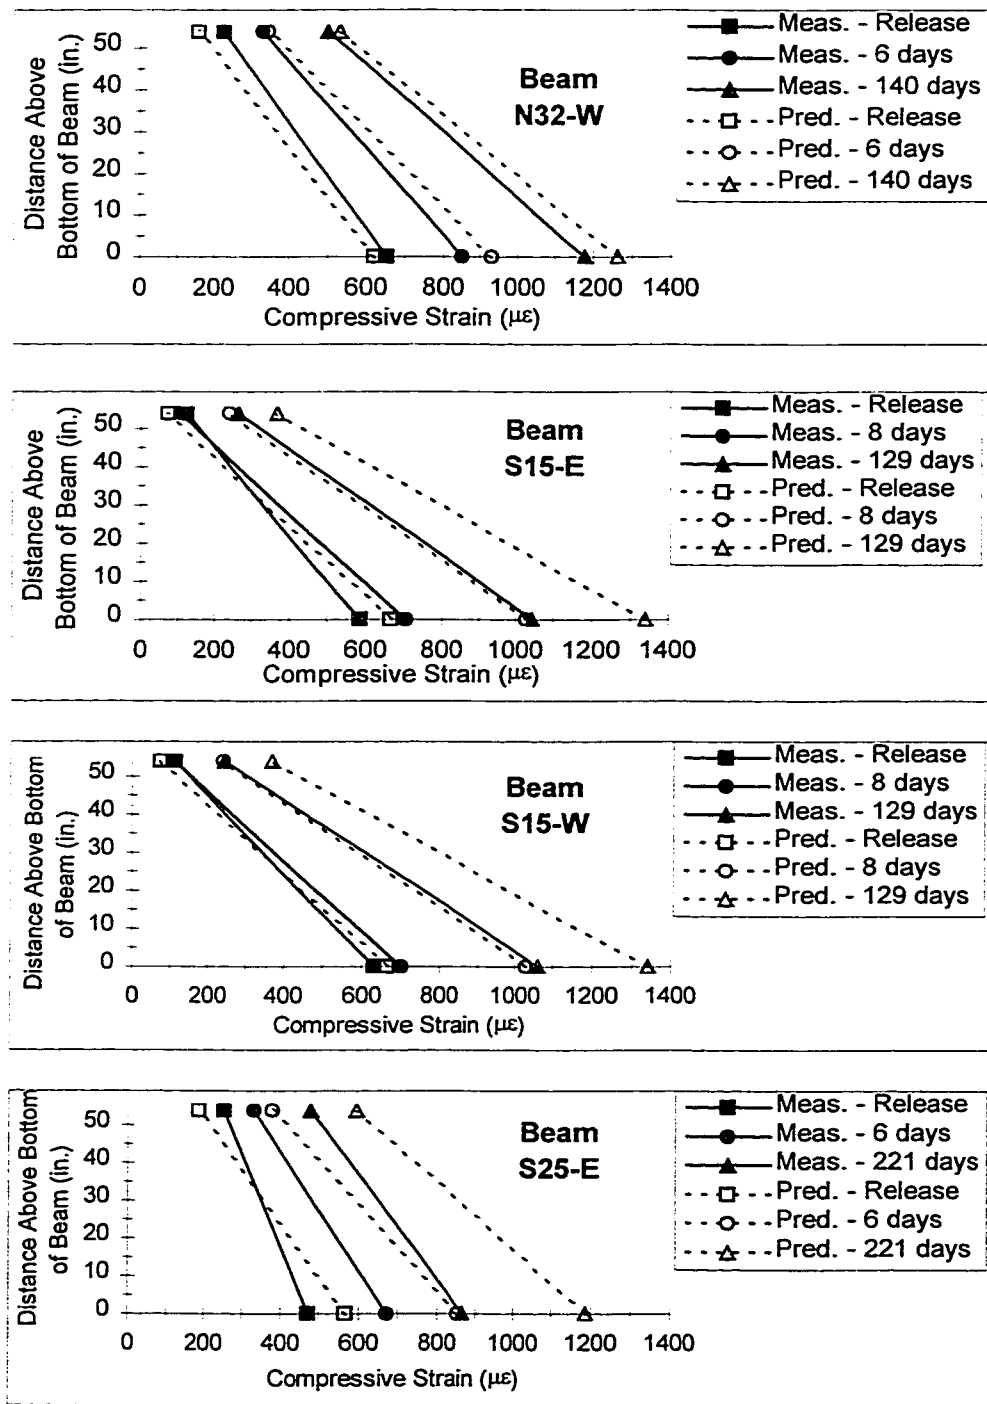 Distance Above
Bottom of Beam (in.)
50
40
30
20
10
0
0 200 400 600 800 1000 1200 1400
Compressive Strain (με)
Beam
N32-W
Meas. - Release
Meas. - 6 days
Meas. - 140 days
Pred. - Release
Pred. - 6 days
Pred. - 140 days
Distance Above
Bottom of Beam (in.)
50
40
30
20
10
0
0 200 400 600 800 1000 1200 1400
Compressive Strain (με)
Beam
S15-E
Meas. - Release
Meas. - 8 days
Meas. - 129 days
Pred. - Release
Pred. - 8 days
Pred. - 129 days
Distance Above Bottom
of Beam (in.)
50
40
30
20
10
0
0 200 400 600 800 1000 1200 1400
Compressive Strain (με)
Beam
S15-W
Meas. - Release
Meas. - 8 days
Meas. - 129 days
Pred. - Release
Pred. - 8 days
Pred. - 129 days
Distance Above Bottom
of Beam (in.)
50
40
30
20
10
0
0 200 400 600 800 1000 1200 1400
Compressive Strain (με)
Beam
S25-E
Meas. - Release
Meas. - 6 days
Meas. - 221 days
Pred. - Release
Pred. - 6 days
Pred. - 221 days